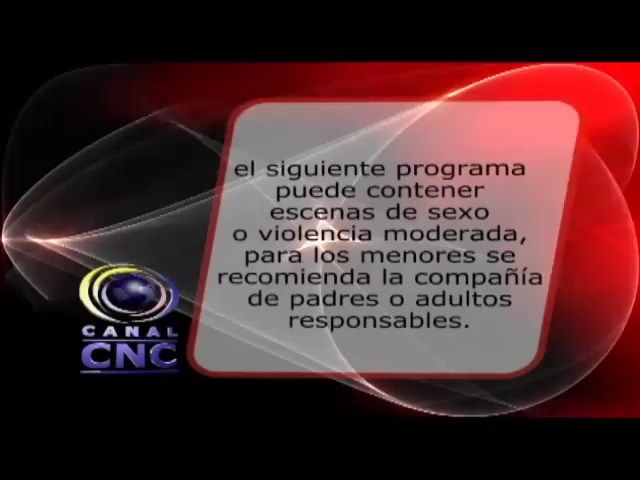 el siguiente programa
puede contener
escenas de sexo
o violencia moderada,
para los menores se
recomienda la compañía
de padres o adultos
responsables.
CANAL
CNC